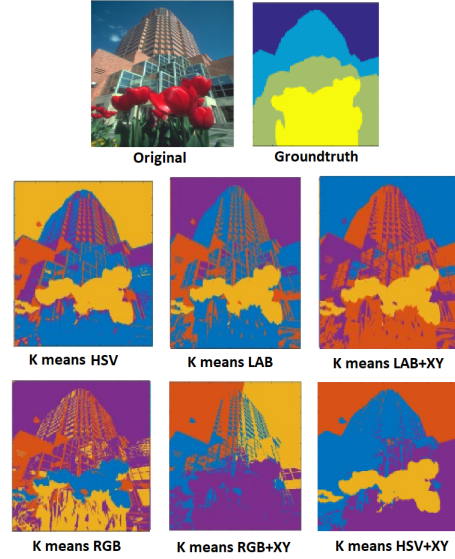 Original
Groundtruth
K means HSV
K means LAB
K means LAB+XY
K means RGB
K means RGB+XY
K means HSV+XY